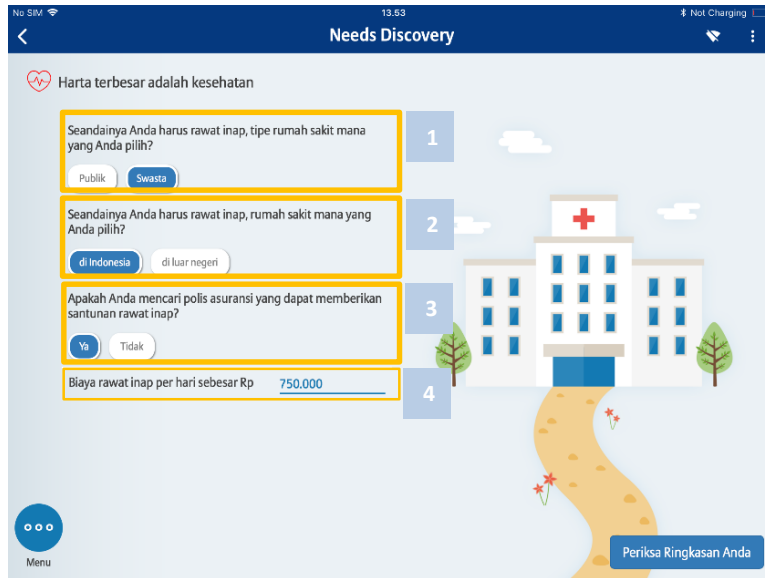 No SIM
13.53
Not Charging
Needs Discovery
Harta terbesar adalah kesehatan
Seandainya Anda harus rawat inap, tipe rumah sakit mana
yang Anda pilih?
Publik
Swasta
1
Seandainya Anda harus rawat inap, rumah sakit mana yang
Anda pilih?
di Indonesia
di luar negeri
2
Apakah Anda mencari polis asuransi yang dapat memberikan
santunan rawat inap?
Ya
Tidak
3
Biaya rawat inap per hari sebesar Rp 750.000
4
Menu
Periksa Ringkasan Anda